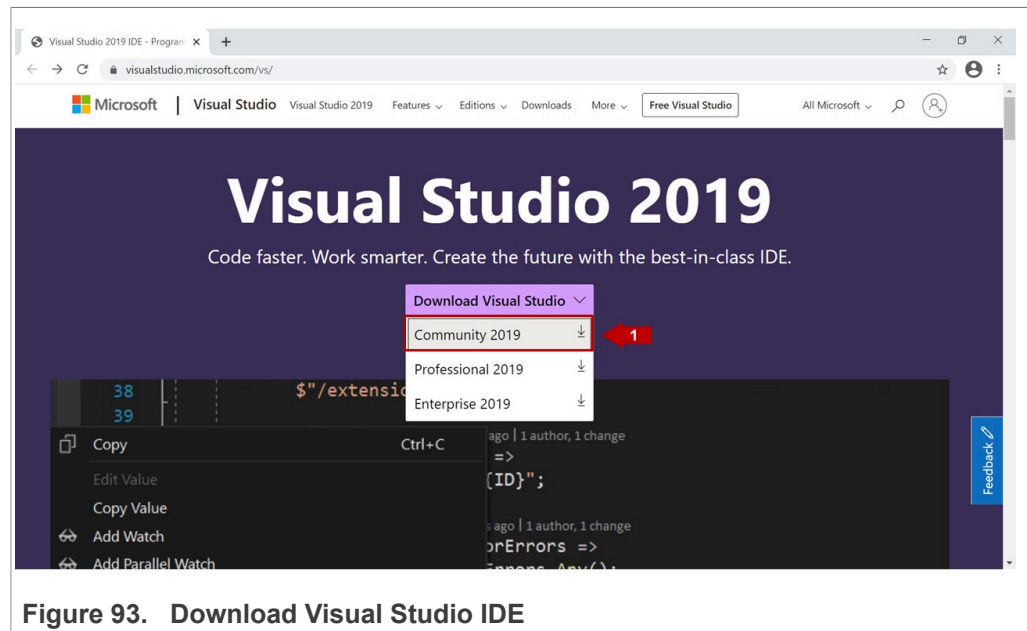 Visual Studio 2019 IDE - Program
visualstudio.microsoft.com/vs/
Microsoft | Visual Studio Visual Studio 2019 Features Editions Downloads More Free Visual Studio All Microsoft
Visual Studio 2019
Code faster. Work smarter. Create the future with the best-in-class IDE.
Download Visual Studio
Community 2019 1
Professional 2019
Enterprise 2019
38 $"/extensio
39
Copy Ctrl+C
ago | 1 author, 1 change
=>
Edit Value
{ID}";
Copy Value
Add Watch
ago | 1 author, 1 change
orErrors =>
Add Parallel Watch
Errors.Any();
Feedback
Figure 93. Download Visual Studio IDE